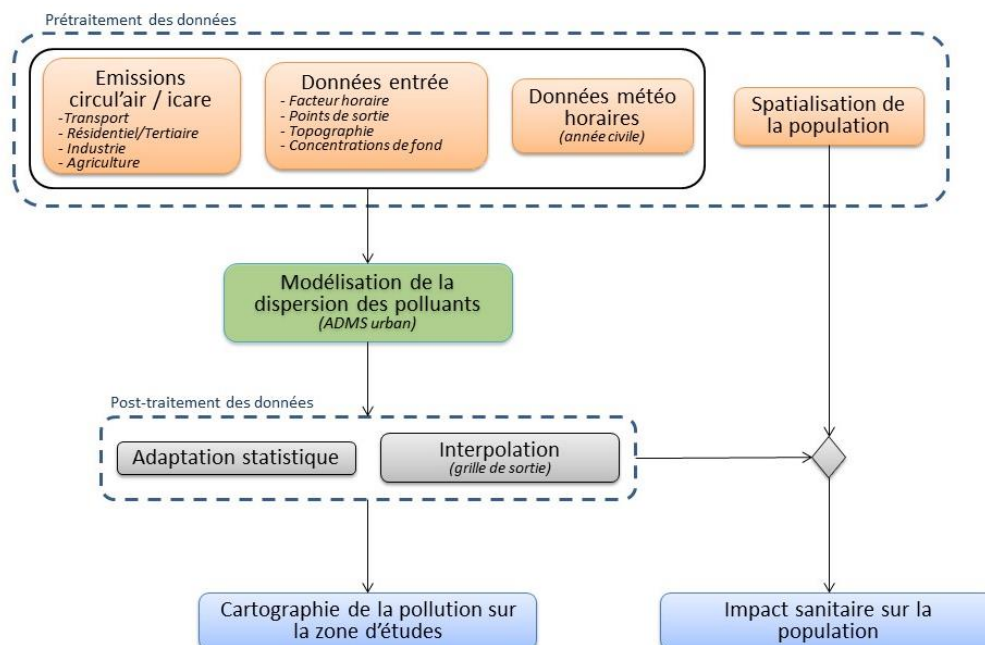 Prétraitement des données
Emissions
circul'air / icare
-Transport
- Résidentiel/Tertiaire
- Industrie
- Agriculture
Données entrée
- Facteur horaire
- Points de sortie
- Topographie
- Concentrations de fond
Données météo
horaires
(année civile)
Spatialisation de
la population
Modélisation de la
dispersion des polluants
(ADMS urban)
Post-traitement des données
Adaptation statistique
Interpolation
(grille de sortie)
Cartographie de la pollution sur
la zone d'études
Impact sanitaire sur la
population